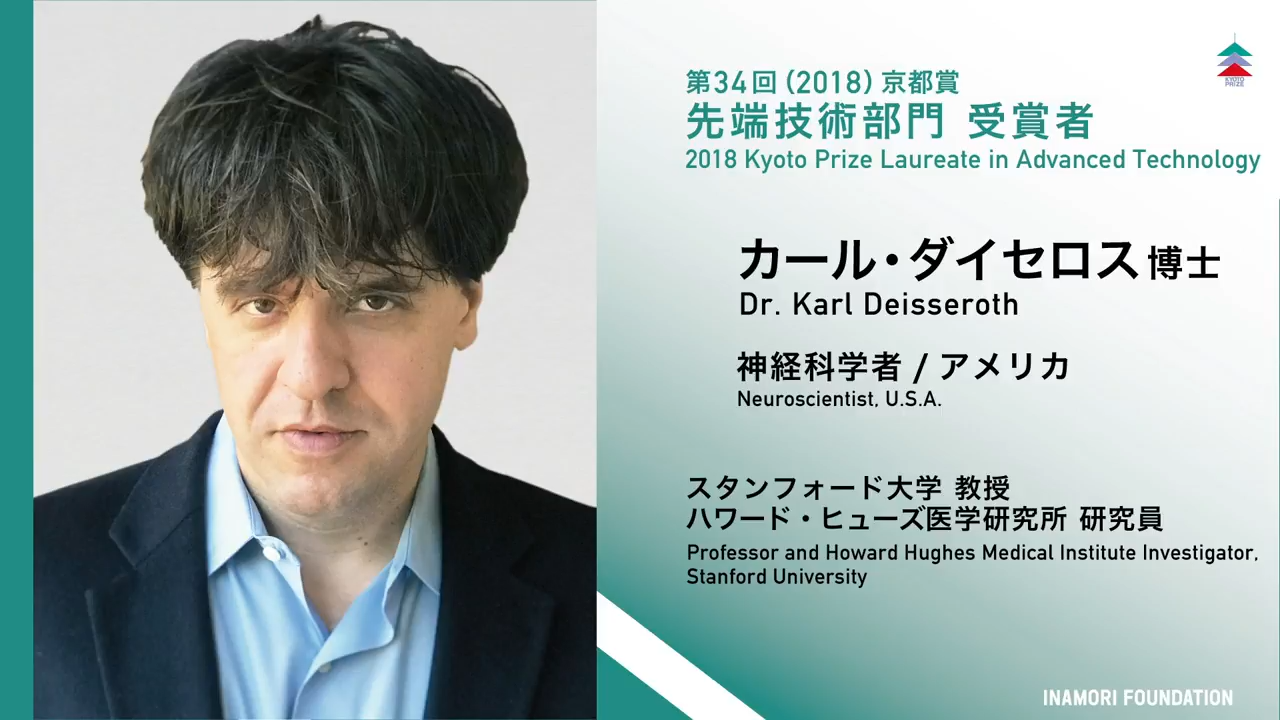 第34回（2018）京都賞
先端技術部門 受賞者
2018 Kyoto Prize Laureate in Advanced Technology
KYOTO
PRIZE
カール・ダイセロス 博士
Dr. Karl Deisseroth
神経科学者 / アメリカ
Neuroscientist, U.S.A.
スタンフォード大学 教授
ハワード・ヒューズ医学研究所 研究員
Professor and Howard Hughes Medical Institute Investigator,
Stanford University
INAMORI FOUNDATION